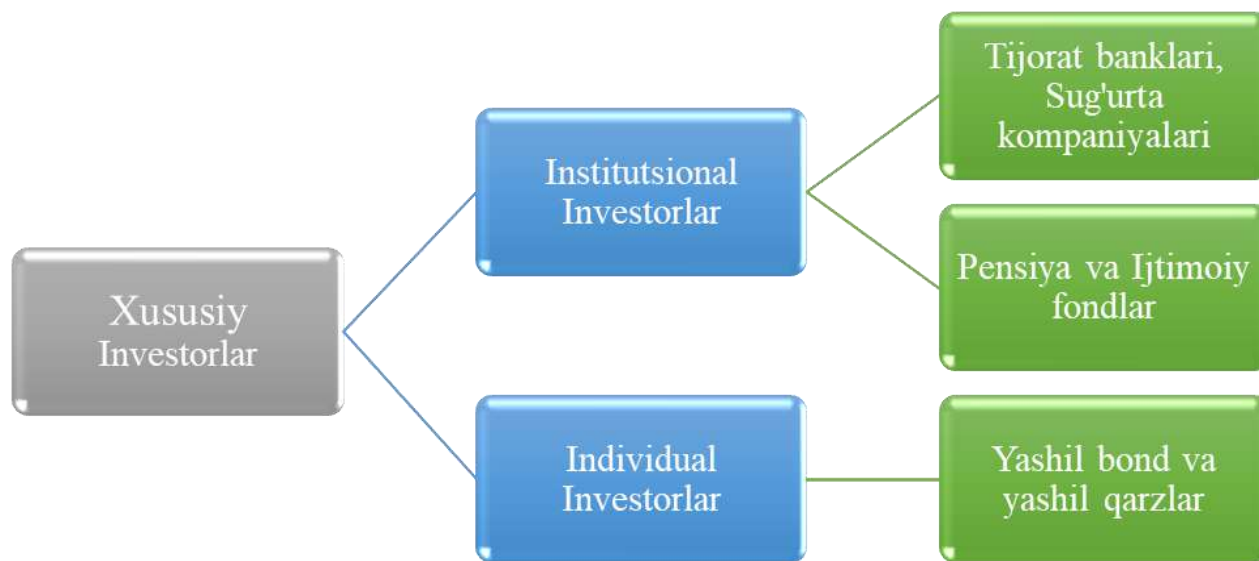 Xususiy
Investorlar
Institutsional
Investorlar
Individual
Investorlar
Tijorat banklari,
Sug'urta
kompaniyalari
Pensiya va Ijtimoiy
fondlar
Yashil bond va
yashil qarzlar